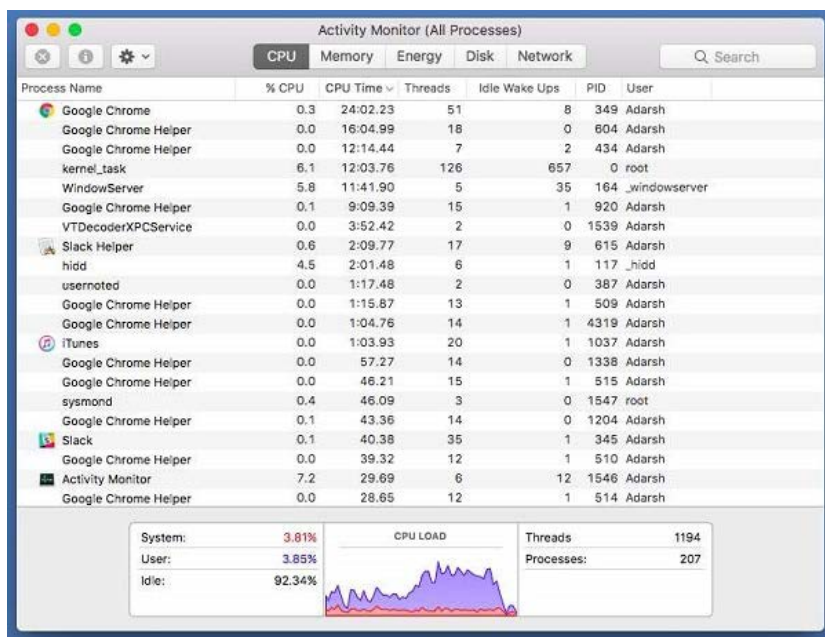 Activity Monitor (All Processes)
CPU Memory Energy Disk Network Search
Process Name % CPU CPU Time Threads Idle Wake Ups PID User
Google Chrome 0.3 24:02.23 51 8 349 Adarsh
Google Chrome Helper 0.0 16:04.99 18 0 604 Adarsh
Google Chrome Helper 0.0 12:14.44 7 2 434 Adarsh
kernel_task 6.1 12:03.76 126 657 0 root
WindowServer 5.8 11:41.90 5 35 164 _windowserver
Google Chrome Helper 0.1 9:09.39 15 1 920 Adarsh
VTDecoderXPCService 0.0 3:52.42 2 0 1539 Adarsh
Slack Helper 0.6 2:09.77 17 9 615 Adarsh
hidd 4.5 2:01.48 6 1 117 _hidd
usernoted 0.0 1:17.48 2 0 387 Adarsh
Google Chrome Helper 0.0 1:15.87 13 1 509 Adarsh
Google Chrome Helper 0.0 1:04.76 14 1 4319 Adarsh
iTunes 0.0 1:03.93 20 1 1037 Adarsh
Google Chrome Helper 0.0 57.27 14 0 1338 Adarsh
Google Chrome Helper 0.0 46.21 15 1 515 Adarsh
sysmond 0.4 46.09 3 0 1547 root
Google Chrome Helper 0.1 43.36 14 0 1204 Adarsh
Slack 0.1 40.38 35 1 345 Adarsh
Google Chrome Helper 0.0 39.32 12 1 510 Adarsh
Activity Monitor 7.2 29.69 6 12 1546 Adarsh
Google Chrome Helper 0.0 28.65 12 1 514 Adarsh
System: 3.81% CPU LOAD Threads 1194
User: 3.85% Processes: 207
Idle: 92.34%